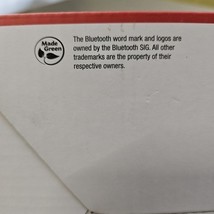 Made
Green
The Bluetooth word mark and logos are
owned by the Bluetooth SIG. All other
trademarks are the property of their
respective owners.